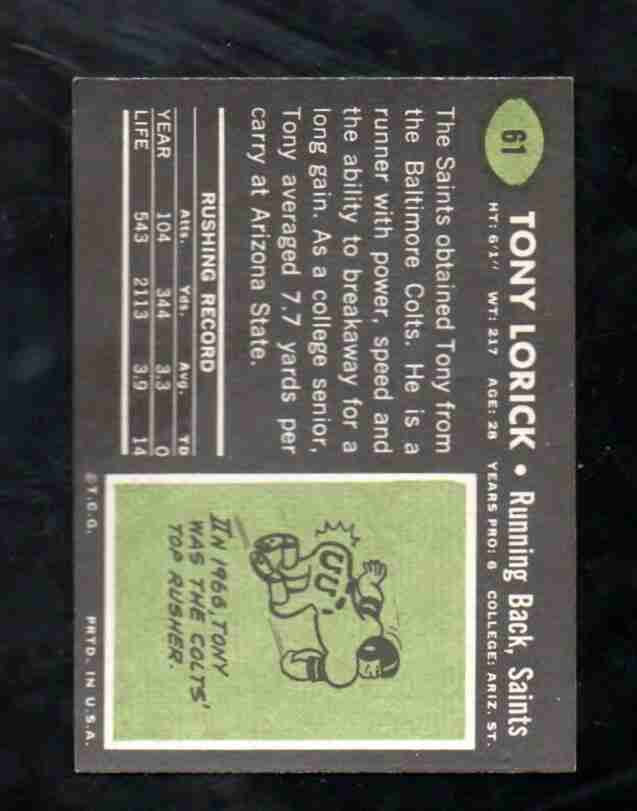 61
TONY LORICK • Running Back, Saints
HT: 6'1" WT: 217 AGE: 28 YEARS PRO: 6 COLLEGE: ARIZ. ST.
The Saints obtained Tony from
the Baltimore Colts. He is a
runner with power, speed and
the ability to breakaway for a
long gain. As a college senior,
Tony averaged 7.7 yards per
carry at Arizona State.
RUSHING RECORD
Atts. Yds. Avg. TD
YEAR 104 344 3.3 0
LIFE 543 2113 3.9 14
IN 1966, TONY
WAS THE COLTS'
TOP RUSHER.
©T.C.G. PRTD. IN U.S.A.